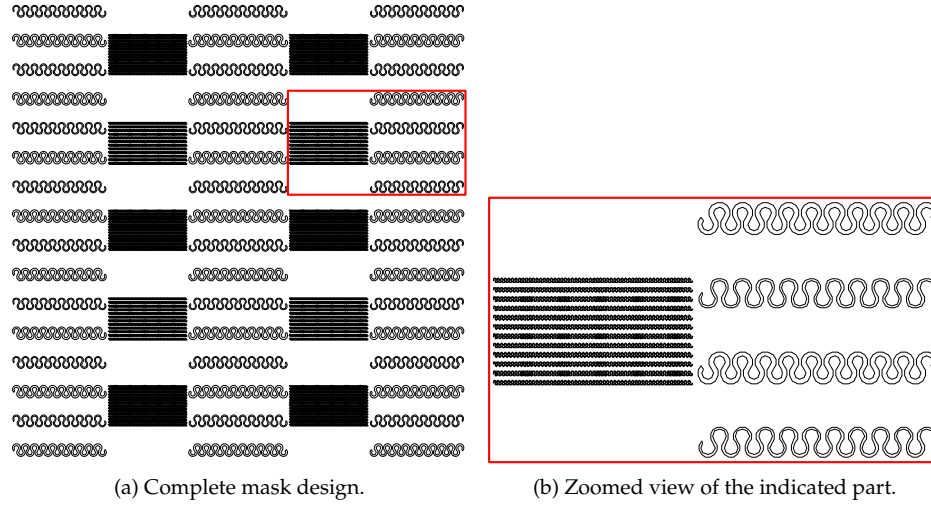 (a) Complete mask design.
(b) Zoomed view of the indicated part.